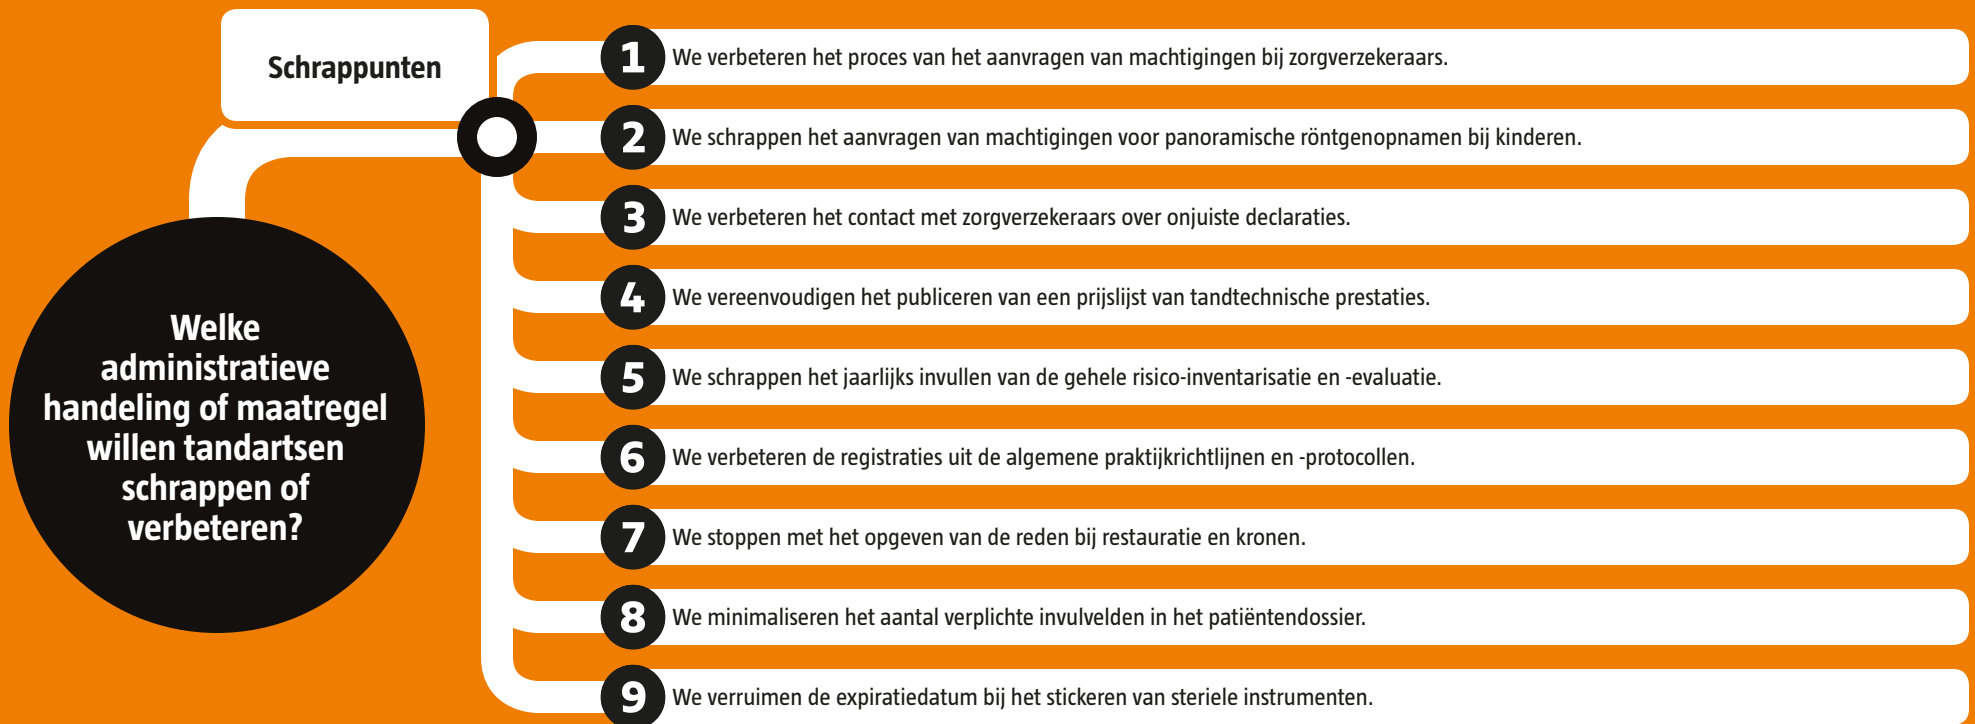 Schrappunten
Welke
administratieve
handeling of maatregel
willen tandartsen
schrappen of
verbeteren?
1 We verbeteren het proces van het aanvragen van machtigingen bij zorgverzekeraars.
2 We schrappen het aanvragen van machtigingen voor panoramische röntgenopnamen bij kinderen.
3 We verbeteren het contact met zorgverzekeraars over onjuiste declaraties.
4 We vereenvoudigen het publiceren van een prijslijst van tandtechnische prestaties.
5 We schrappen het jaarlijks invullen van de gehele risico-inventarisatie en -evaluatie.
6 We verbeteren de registraties uit de algemene praktijkrichtlijnen en -protocollen.
7 We stoppen met het opgeven van de reden bij restauratie en kronen.
8 We minimaliseren het aantal verplichte invulvelden in het patiëntendossier.
9 We verruimen de expiratiedatum bij het stickeren van steriele instrumenten.